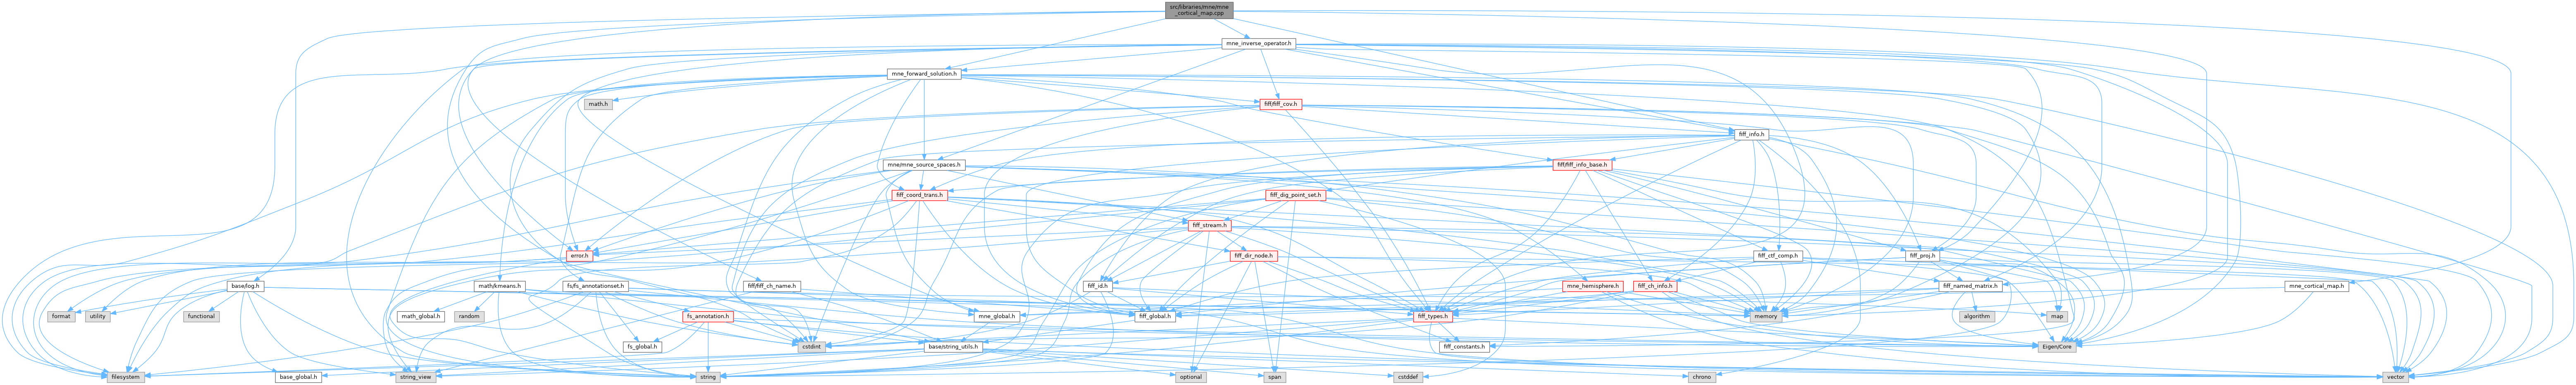 src/libraries/mne/mne
_cortical_map.cpp
mne_inverse_operator.h
mne_forward_solution.h
math.h
fiff/fiff_cov.h
fiff_info.h
mne/mne_source_spaces.h
fiff/fiff_info_base.h
fiff_coord_trans.h
fiff_dig_point_set.h
fiff_stream.h
error.h
fiff_dir_node.h
fiff_ctf_comp.h
fiff_proj.h
base/fog.h
math/kmeans.h
fs/fs_annotationset.h
fiff/fiff_ch_name.h
fiff_id.h
mne_hemisphere.h
fiff_ch_info.h
fiff_named_matrix.h
mne_cortical_map.h
format
utility
functional
math_global.h
random
fs_annotation.h
mne_global.h
fiff_global.h
fiff_types.h
memory
algorithm
map
fs_global.h
cstdint
base/string_utils.h
fiff_constants.h
Eigen/Core
filesystem
base_global.h
string_view
string
optional
span
cstddef
chrono
vector